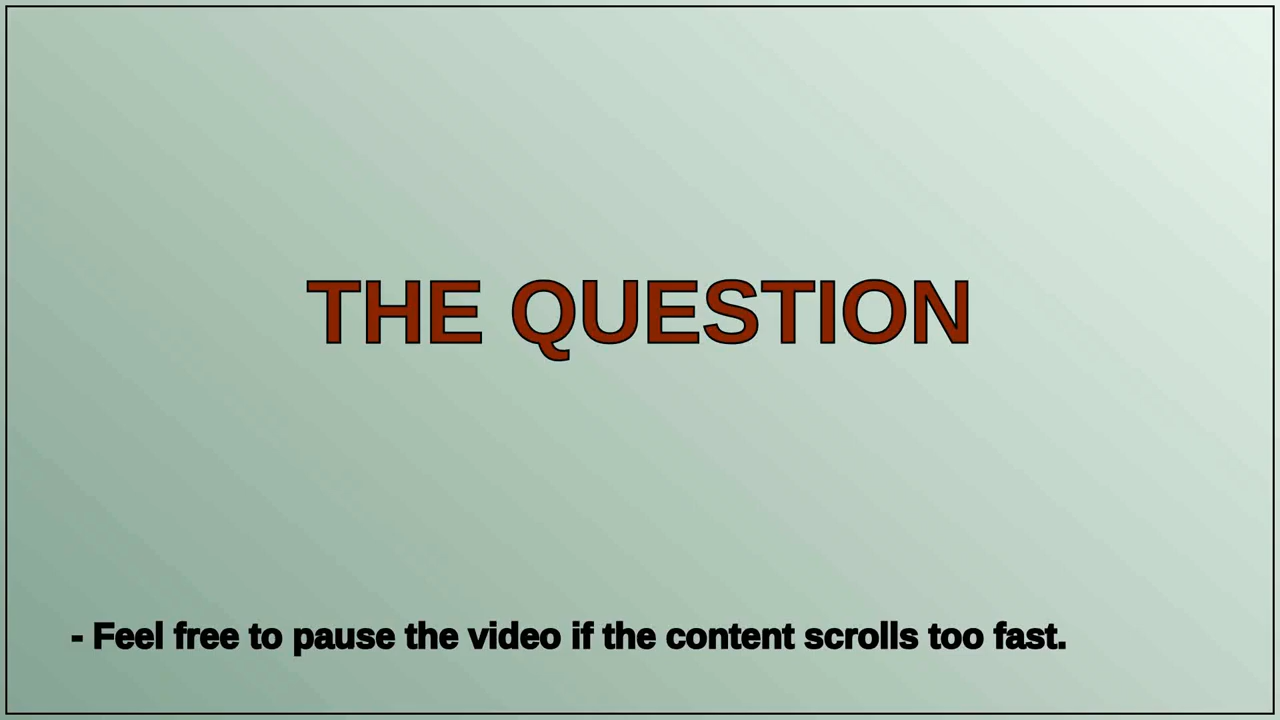 THE QUESTION
- Feel free to pause the video if the content scrolls too fast.